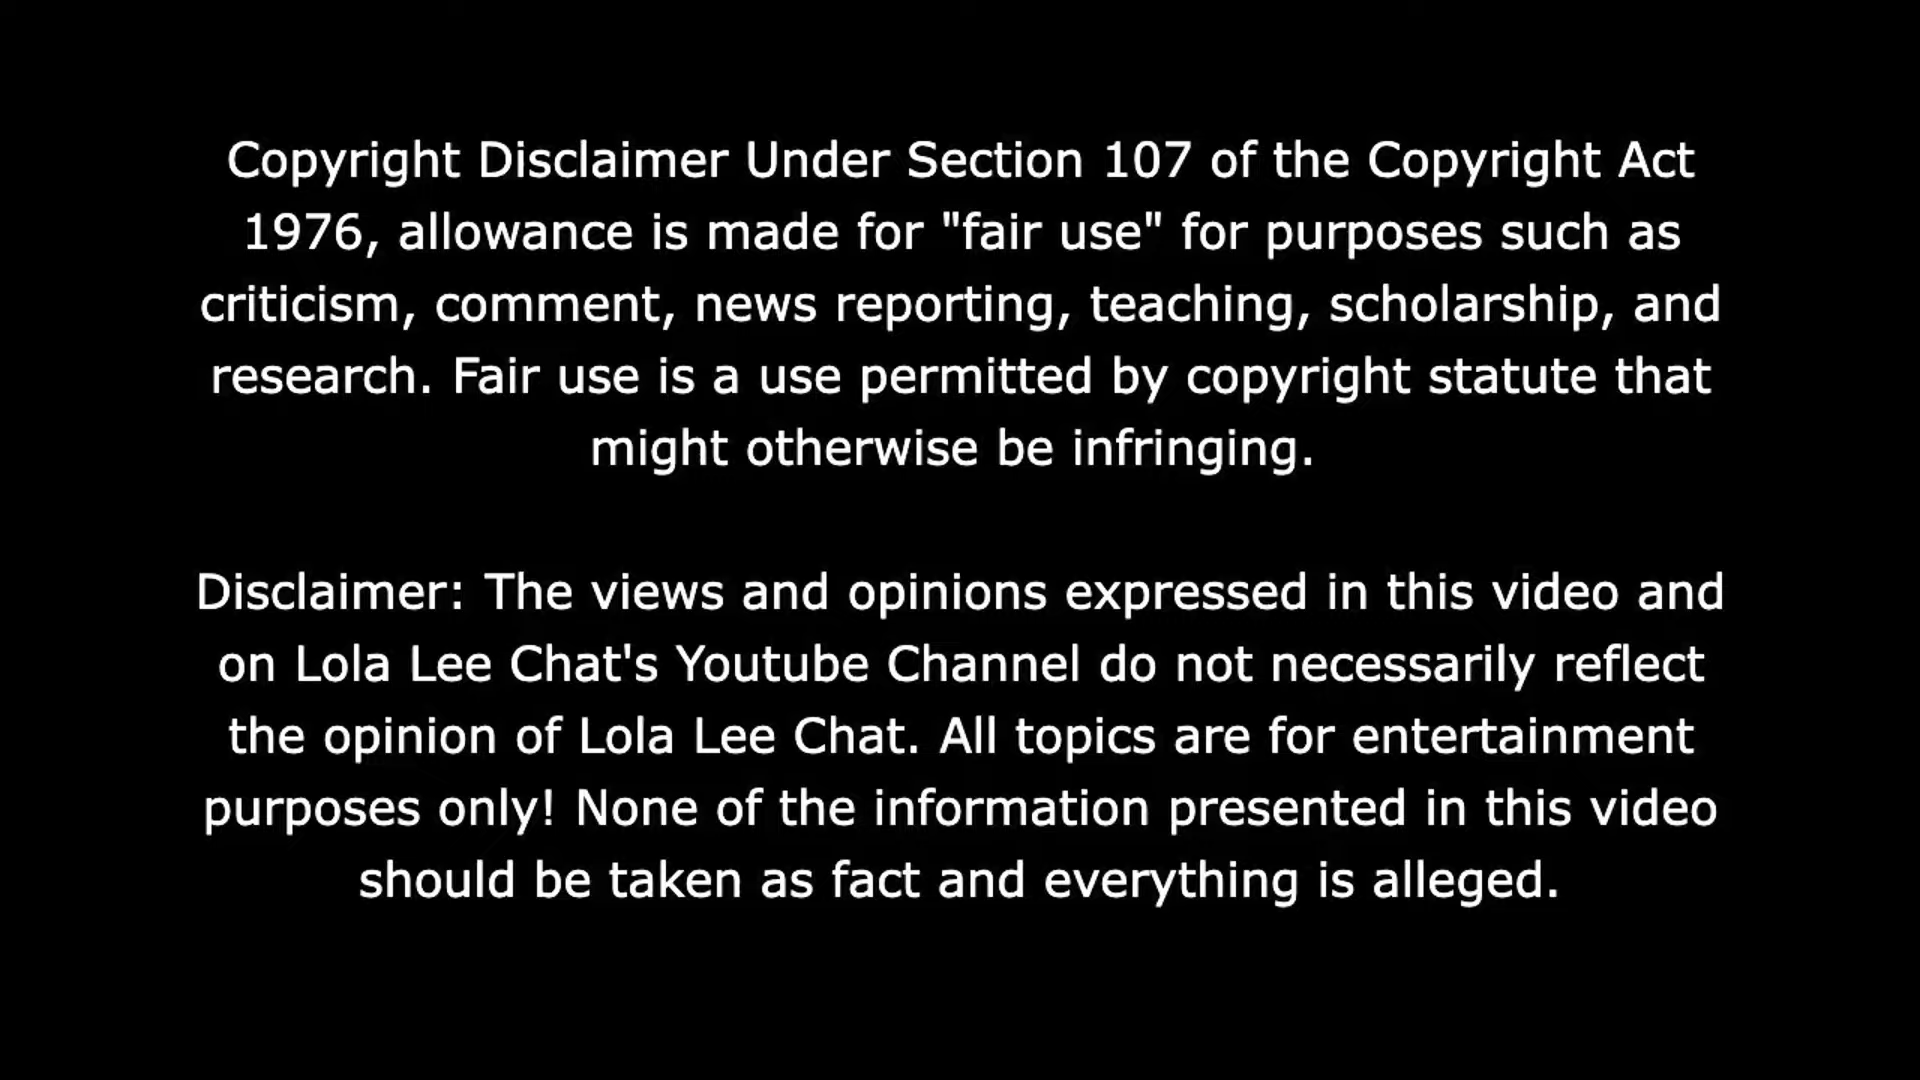 Copyright Disclaimer Under Section 107 of the Copyright Act
1976, allowance is made for "fair use" for purposes such as
criticism, comment, news reporting, teaching, scholarship, and
research. Fair use is a use permitted by copyright statute that
might otherwise be infringing.
Disclaimer: The views and opinions expressed in this video and
on Lola Lee Chat's Youtube Channel do not necessarily reflect
the opinion of Lola Lee Chat. All topics are for entertainment
purposes only! None of the information presented in this video
should be taken as fact and everything is alleged.